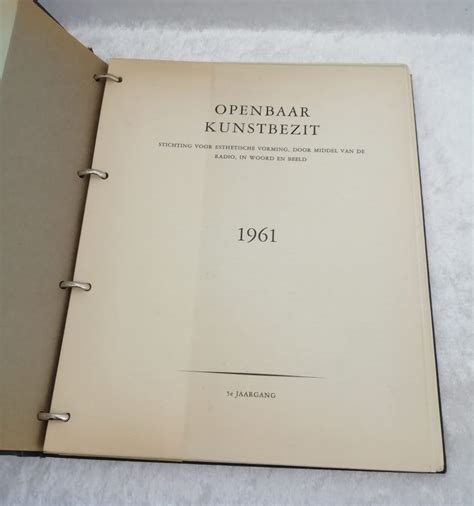 OPENBAAR
KUNSTBEZIT
STICHTING VOOR ESTHETISCHE VORMING, DOOR MIDDEL VAN DE
RADIO, IN WOORD EN BEELD
1961
5e JAARGANG